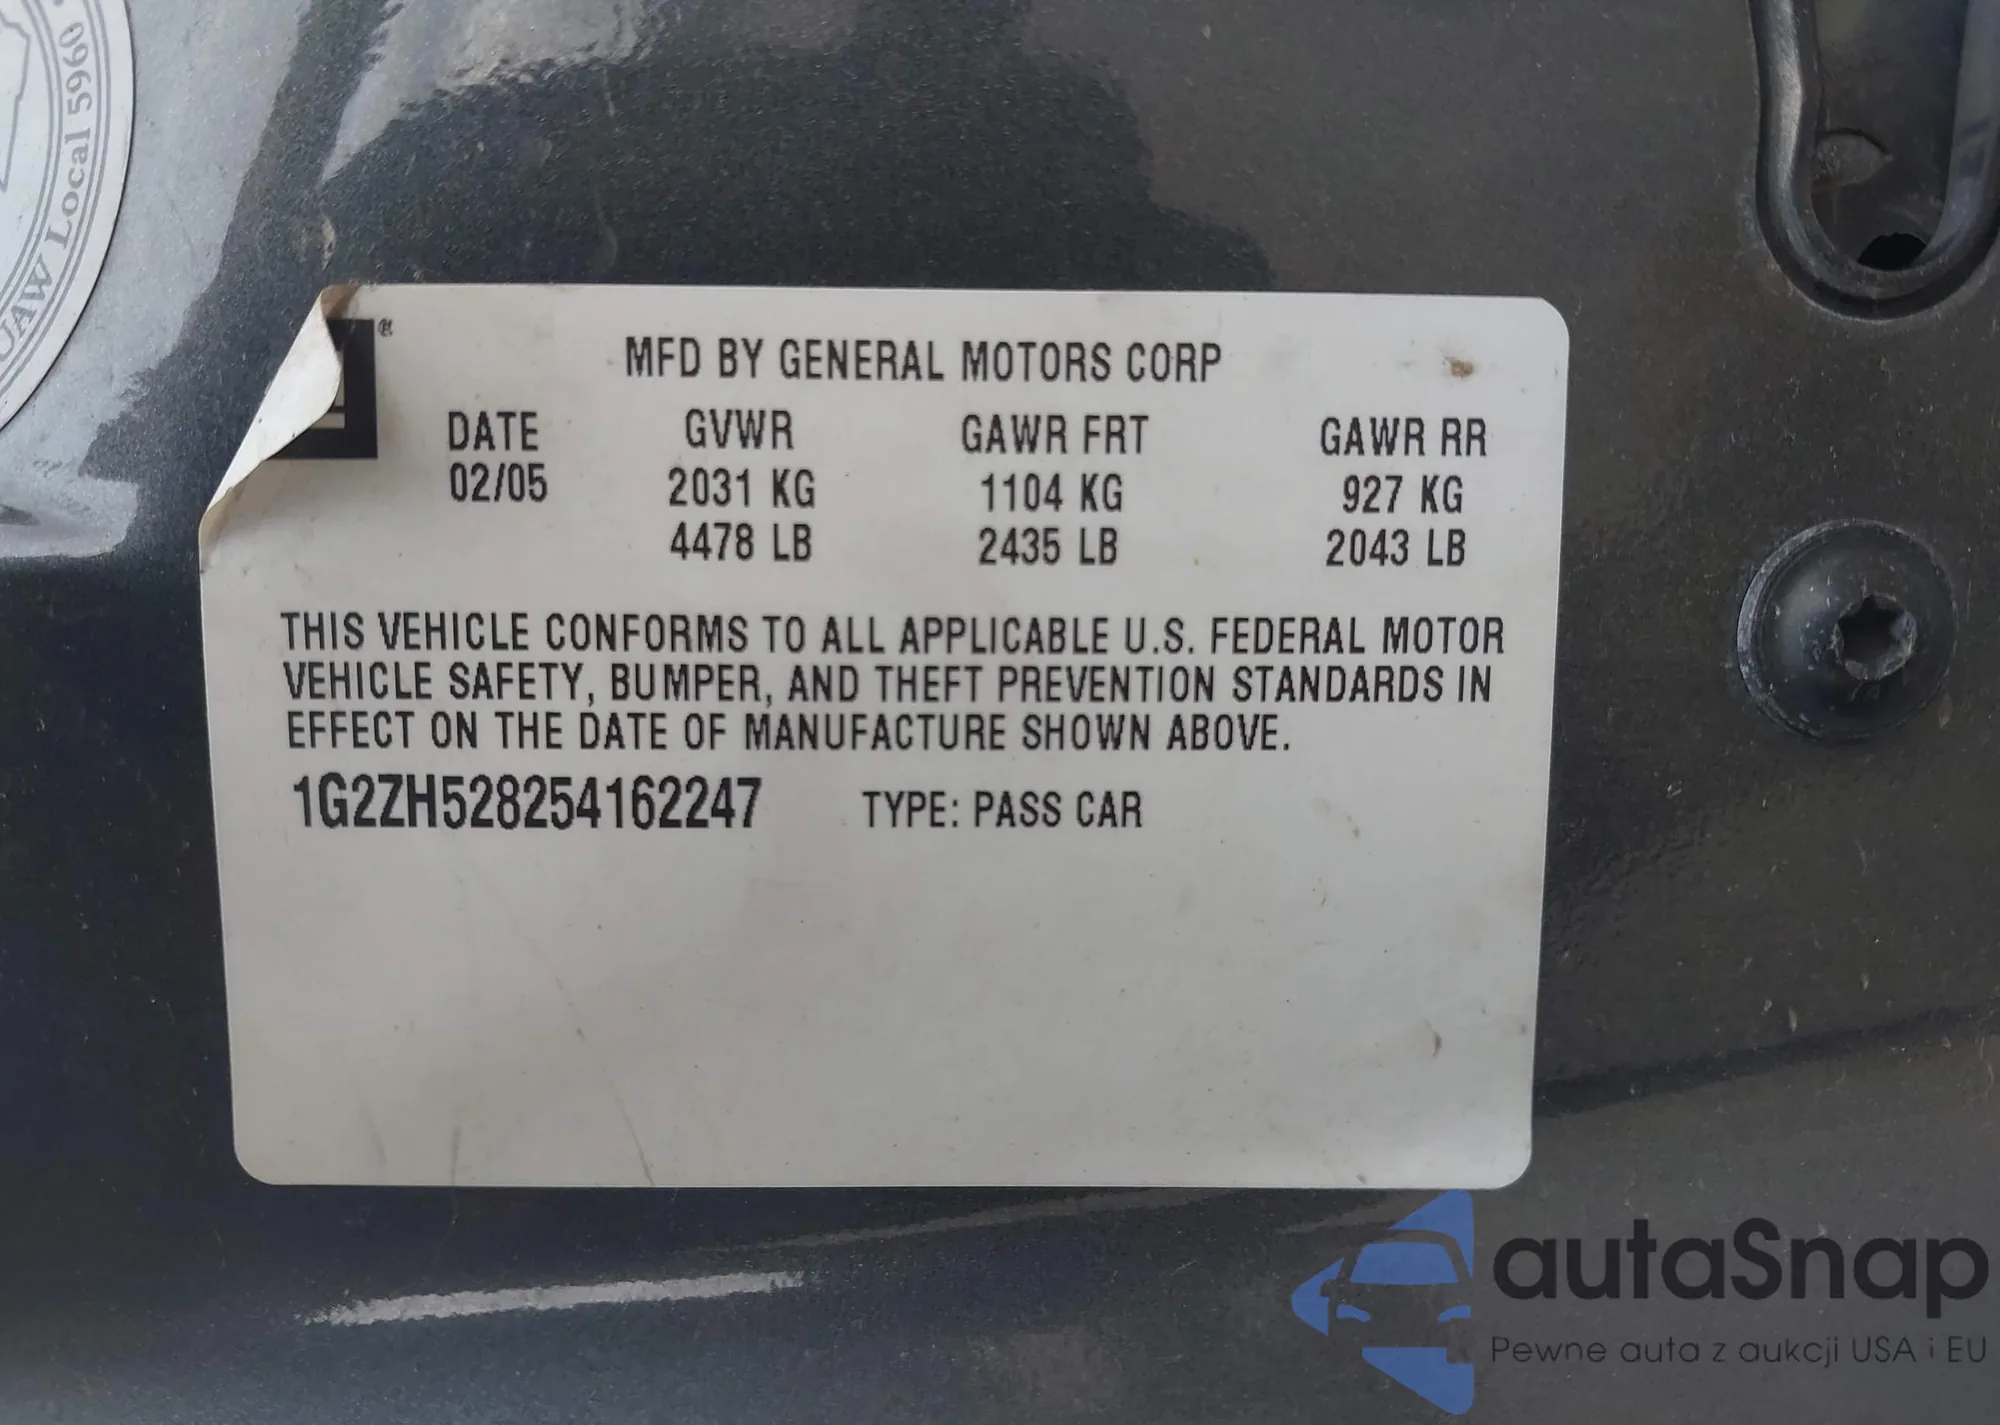 UAW Local 5960
®
MFD BY GENERAL MOTORS CORP
DATE GVWR GAWR FRT GAWR RR
02/05 2031 KG 1104 KG 927 KG
4478 LB 2435 LB 2043 LB
THIS VEHICLE CONFORMS TO ALL APPLICABLE U.S. FEDERAL MOTOR
VEHICLE SAFETY, BUMPER, AND THEFT PREVENTION STANDARDS IN
EFFECT ON THE DATE OF MANUFACTURE SHOWN ABOVE.
1G2ZH528254162247 TYPE: PASS CAR
autaSnap
Pewne auta z aukcji USA i EU